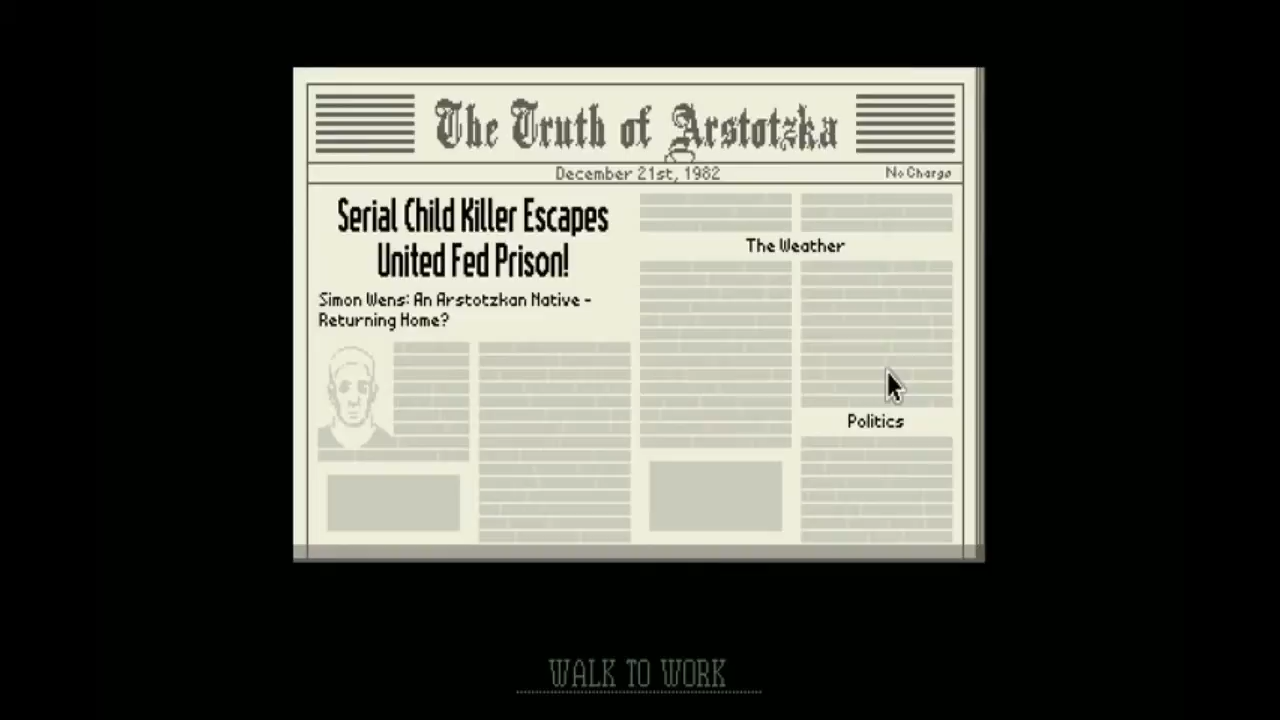 The Truth of Arstotzka
December 21st, 1982
No Charge
Serial Child Killer Escapes
United Fed Prison!
Simon Wens: An Arstotzkan Native -
Returning Home?
The Weather
Politics
WALK TO WORK